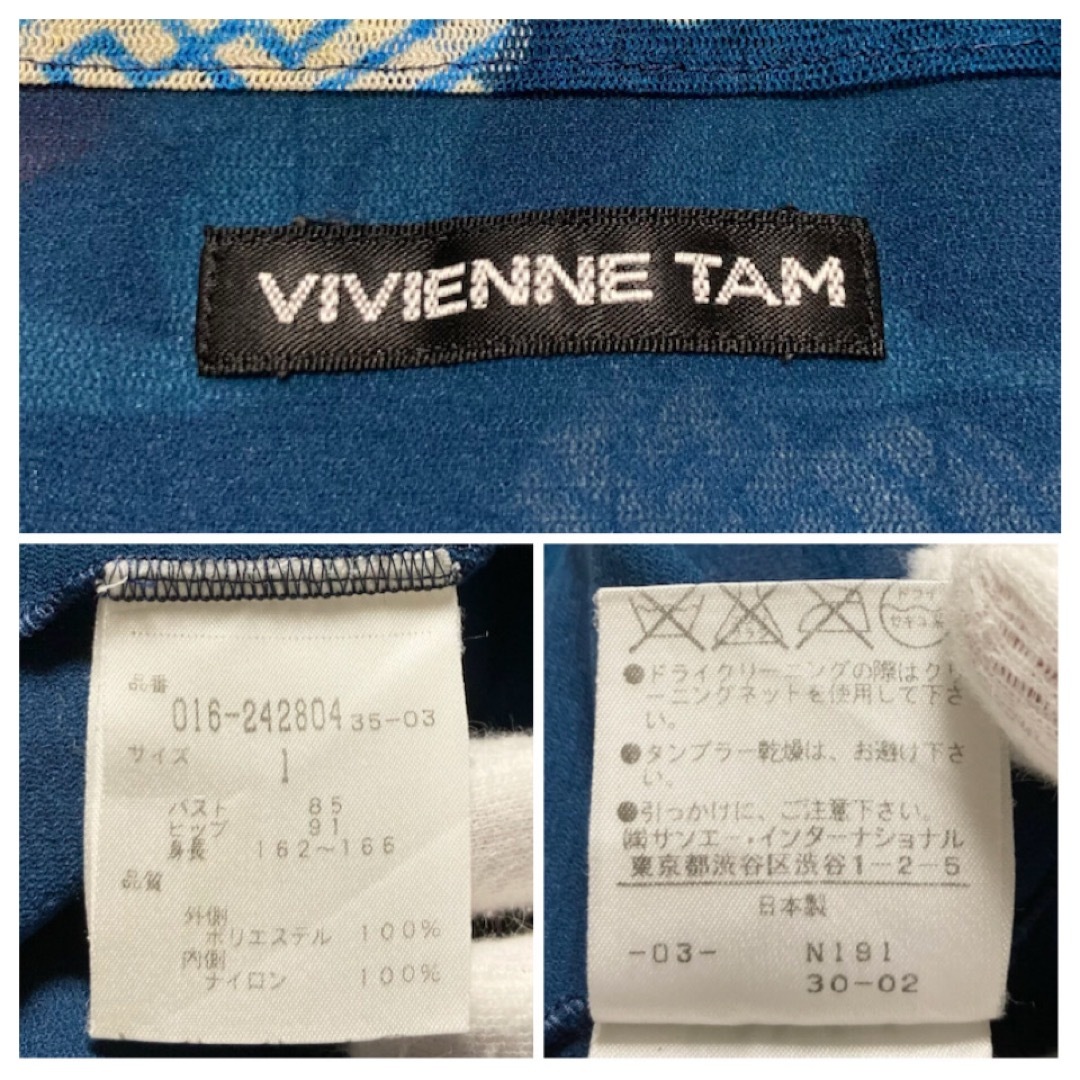 VIVIENNE TAM
品番
016-242804 35-03
サイズ
1
バスト 85
ヒップ 91
身長 162〜166
品質
外側
ポリエステル 100%
内側
ナイロン 100%
ドライ
セキユ系
●ドライクリーニングの際はクリ
ーニングネットを使用して下さ
い。
●タンブラー乾燥は、お避け下さ
い。
●引っかけに、ご注意下さい。
㈱サンエー・インターナショナル
東京都渋谷区渋谷1-2-5
日本製
-03- N191
30-02